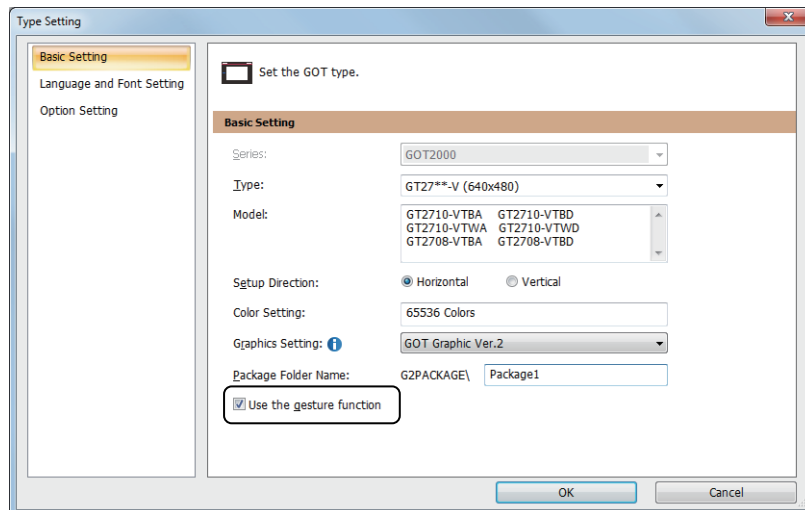 Type Setting
Basic Setting
Language and Font Setting
Option Setting
Set the GOT type.
Basic Setting
Series: GOT2000
Type: GT27**-V (640x480)
Model: GT2710-VTBA GT2710-VTBD
GT2710-VTWA GT2710-VTWD
GT2708-VTBA GT2708-VTBD
Setup Direction: Horizontal Vertical
Color Setting: 65536 Colors
Graphics Setting: GOT Graphic Ver.2
Package Folder Name: G2PACKAGE\ Package1
Use the gesture function
OK Cancel